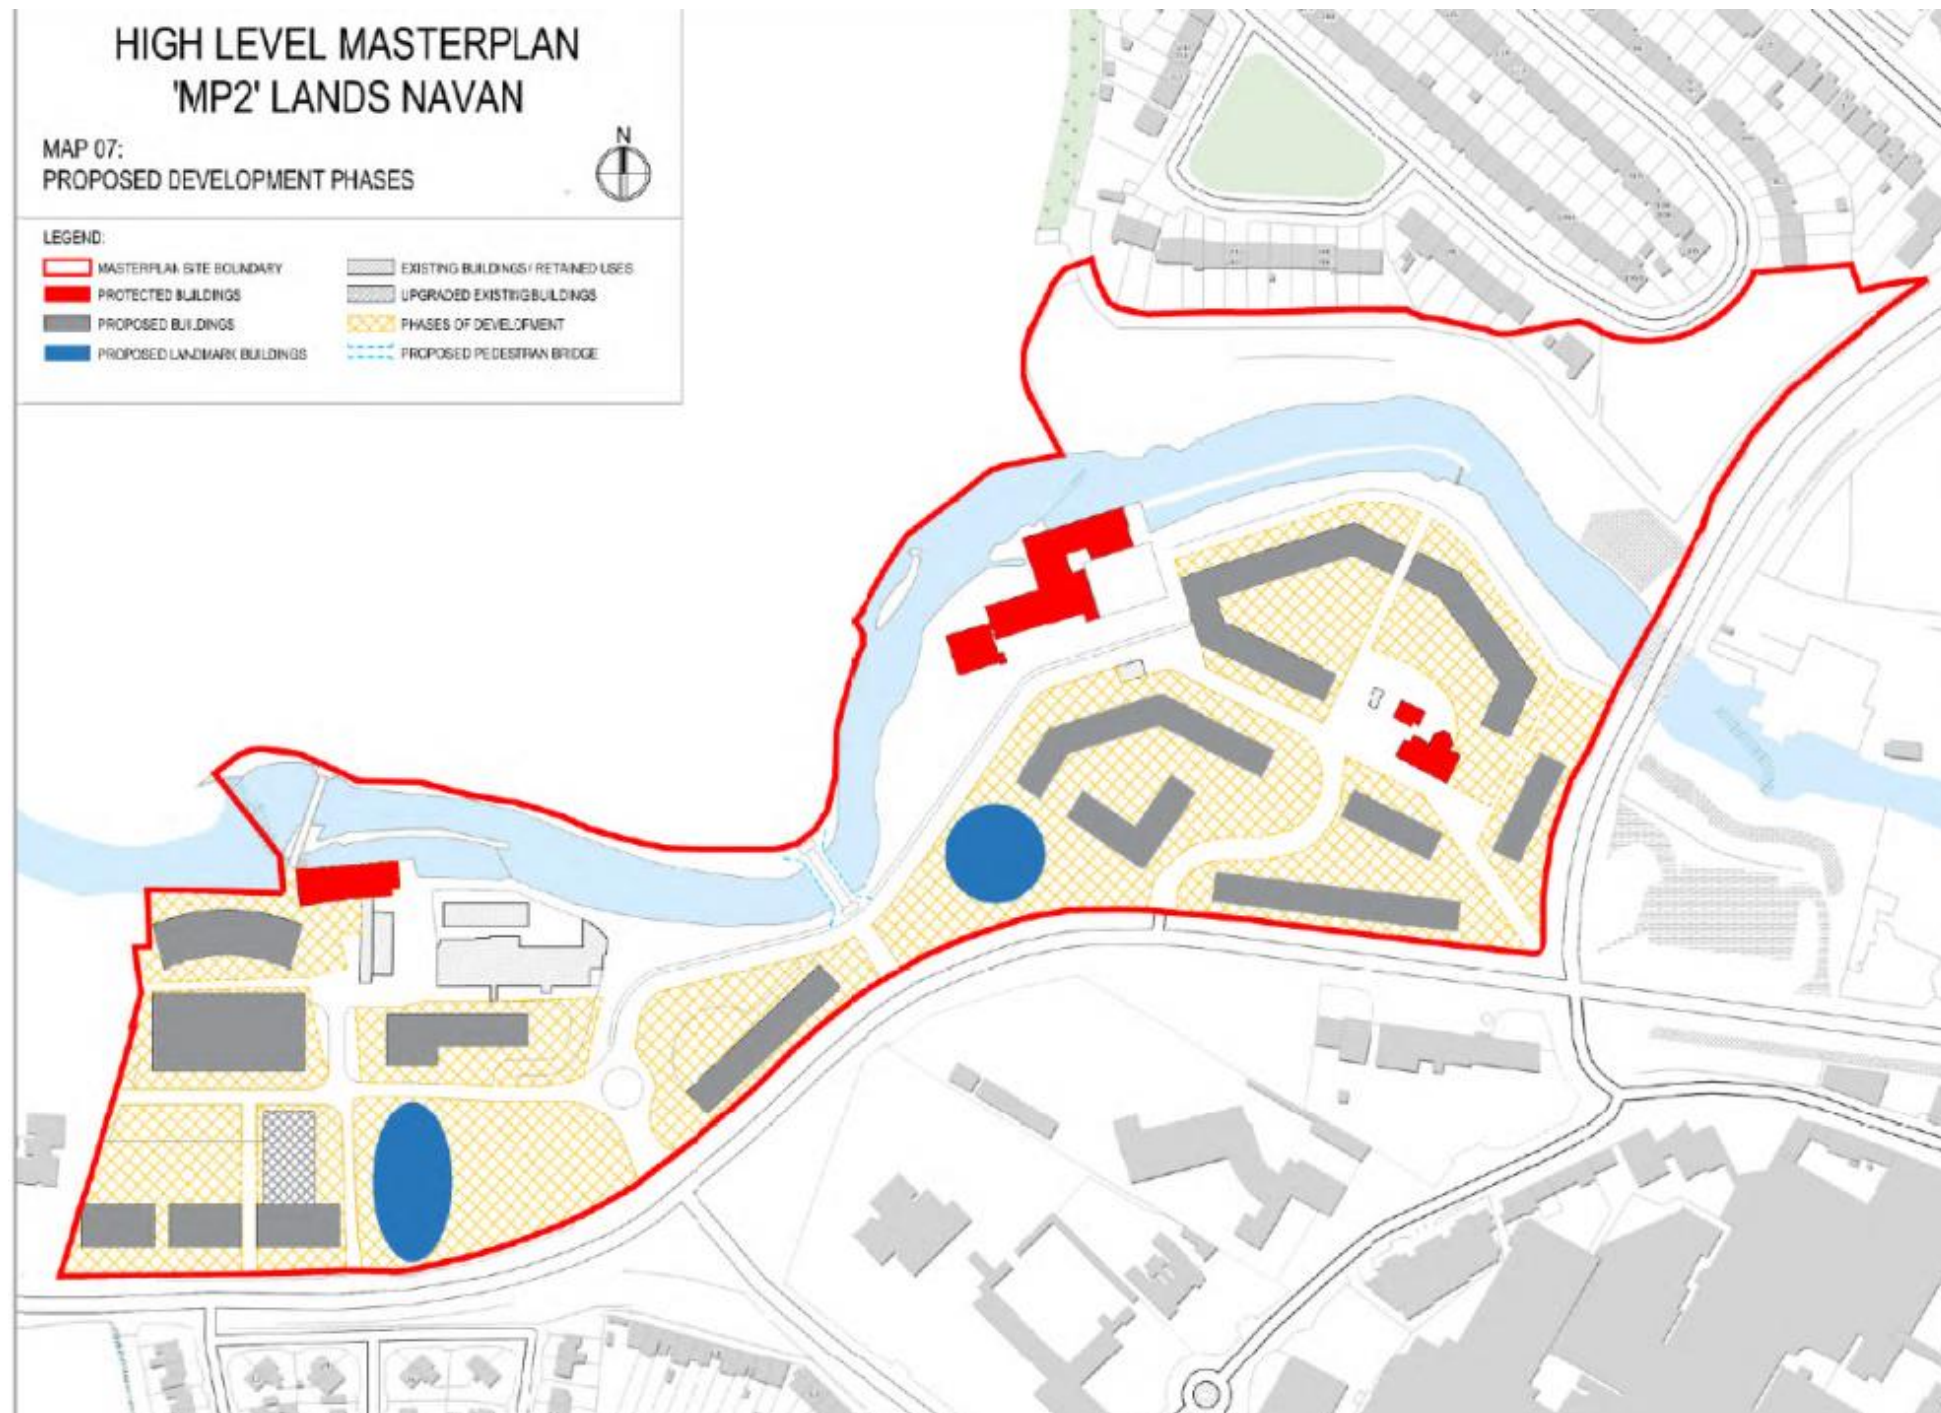 HIGH LEVEL MASTERPLAN
'MP2' LANDS NAVAN
MAP 07:
PROPOSED DEVELOPMENT PHASES
N
LEGEND:
MASTERPLAN SITE BOUNDARY
PROTECTED BUILDINGS
PROPOSED BUILDINGS
PROPOSED LANDMARK BUILDINGS
EXISTING BUILDINGS / RETAINED USES
UPGRADED EXISTING BUILDINGS
PHASES OF DEVELOPMENT
PROPOSED PEDESTRAN BRIDGE